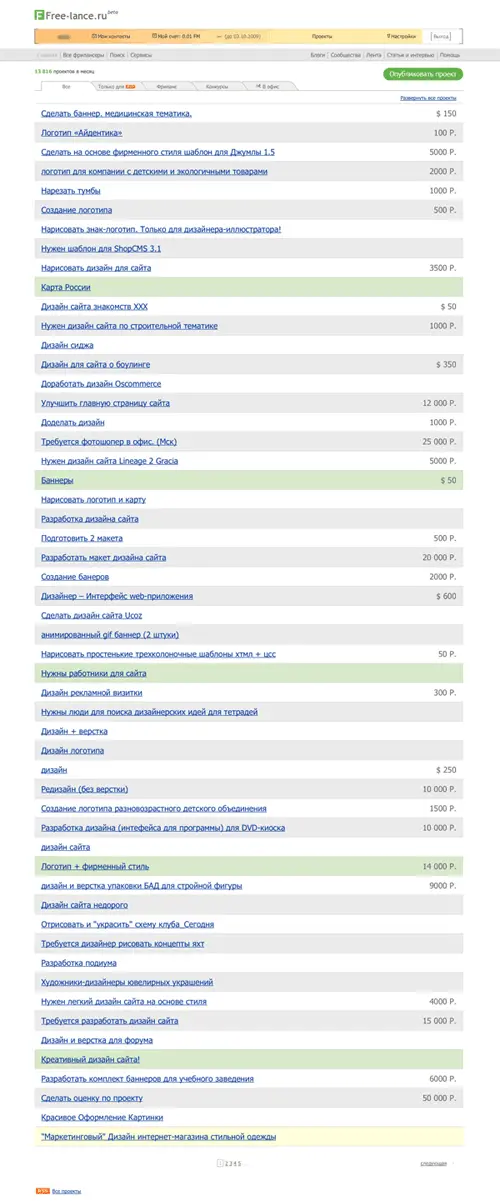 Free-lance.ru beta
Мои контакты Мой счет: 0.01 FM (до 03.10.2009) Проекты Настройки Выход
Все фрилансеры | Поиск | Сервисы Блоги | Сообщества | Лента | Статьи и интервью | Помощь
13 816 проектов в месяц
Опубликовать проект
Все Только для Фриланс Конкурсы В офис
Развернуть все проекты
Сделать баннер. медицинская тематика. $ 150
Логотип «Айдентика» 100 Р.
Сделать на основе фирменного стиля шаблон для Джумлы 1.5 5000 Р.
логотип для компании с детскими и экологичными товарами 2000 Р.
Нарезать тумбы 1000 Р.
Создание логотипа 500 Р.
Нарисовать знак-логотип. Только для дизайнера-иллюстратора!
Нужен шаблон для ShopCMS 3.1
Нарисовать дизайн для сайта 3500 Р.
Карта России
Дизайн сайта знакомств XXX $ 50
Нужен дизайн сайта по строительной тематике 1000 Р.
Дизайн сиджа
Дизайн для сайта о боулинге $ 350
Доработать дизайн Oscommerce
Улучшить главную страницу сайта 12 000 Р.
Доделать дизайн 1000 Р.
Требуется фотошопер в офис. (Мск) 25 000 Р.
Нужен дизайн сайта Lineage 2 Gracia 5000 Р.
Баннеры $ 50
Нарисовать логотип и карту
Разработка дизайна сайта
Подготовить 2 макета 500 Р.
Разработать макет дизайна сайта 20 000 Р.
Создание банеров 2000 Р.
Дизайнер – Интерфейс web-приложения $ 600
Сделать дизайн сайта Ucoz
анимированный gif баннер (2 штуки)
Нарисовать простенькие трехколоночные шаблоны хтмл + цсс 50 Р.
Нужны работники для сайта
Дизайн рекламной визитки 300 Р.
Нужны люди для поиска дизайнерских идей для тетрадей
Дизайн + верстка
Дизайн логотипа
дизайн $ 250
Редизайн (без верстки) 10 000 Р.
Создание логотипа разновозрастного детского объединения 1500 Р.
Разработка дизайна (интефейса для программы) для DVD-киоска 10 000 Р.
дизайн сайта
Логотип + фирменный стиль 14 000 Р.
дизайн и верстка упаковки БАД для стройной фигуры 9000 Р.
Дизайн сайта недорого
Отрисовать и "украсить" схему клуба_Сегодня
Требуется дизайнер рисовать концепты яхт
Разработка подиума
Художники-дизайнеры ювелирных украшений
Нужен легкий дизайн сайта на основе стиля 4000 Р.
Требуется разработать дизайн сайта 15 000 Р.
Дизайн и верстка для форума
Креативный дизайн сайта!
Разработать комплект баннеров для учебного заведения 6000 Р.
Сделать оценку по проекту 50 000 Р.
Красивое Оформление Картинки
"Маркетинговый" Дизайн интернет-магазина стильной одежды
1 2 3 4 5 следующая
Все проекты